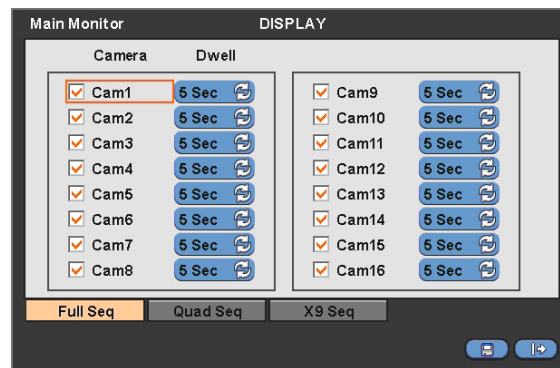 Main Monitor DISPLAY
Camera Dwell
Cam1 5 Sec Cam9 5 Sec
Cam2 5 Sec Cam10 5 Sec
Cam3 5 Sec Cam11 5 Sec
Cam4 5 Sec Cam12 5 Sec
Cam5 5 Sec Cam13 5 Sec
Cam6 5 Sec Cam14 5 Sec
Cam7 5 Sec Cam15 5 Sec
Cam8 5 Sec Cam16 5 Sec
Full Seq Quad Seq X9 Seq